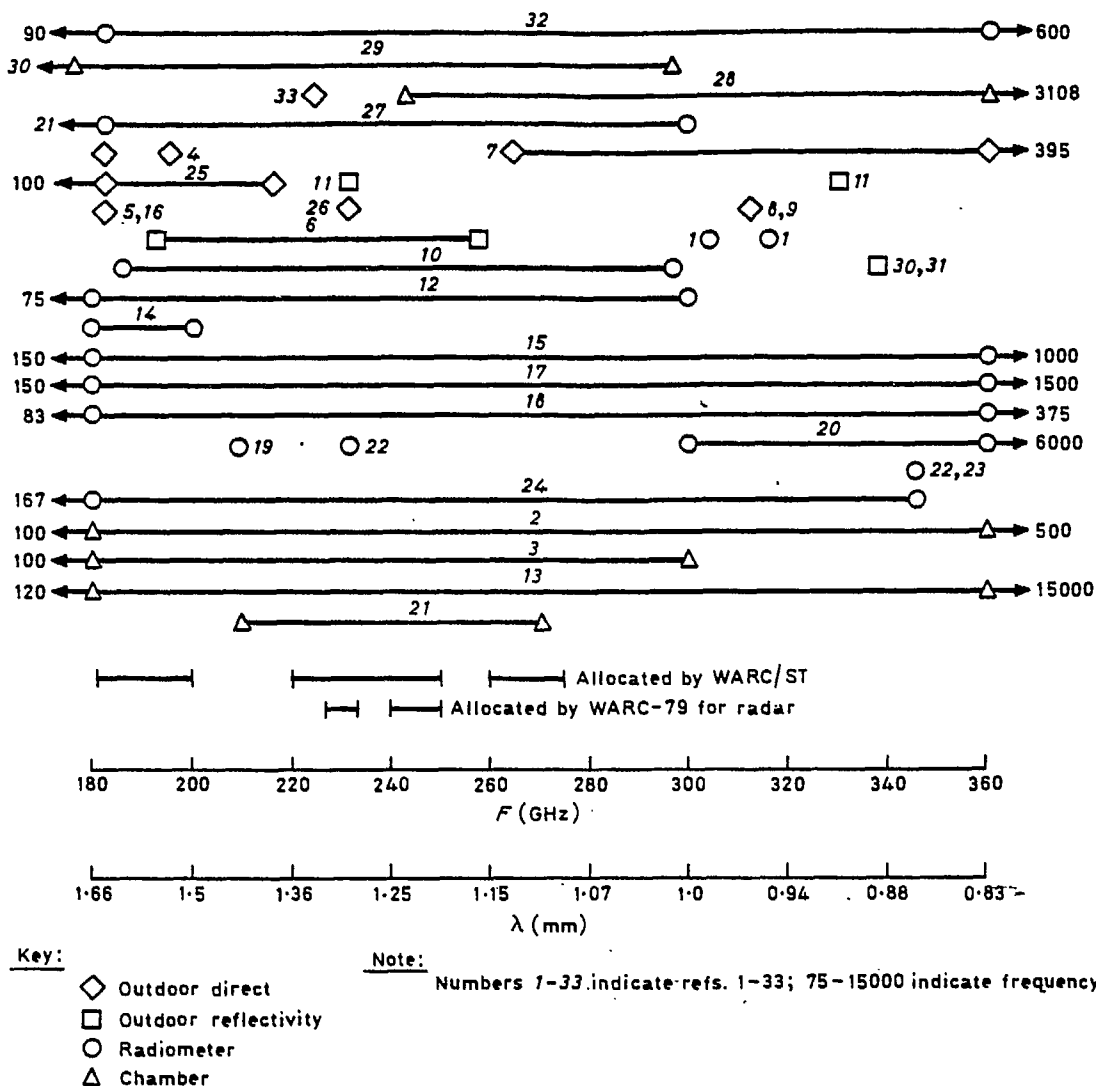 90 32 600
30 29
33 28 3108
21 27
4 7 395
100 25 11 11
5,16 26 8,9
6 1 1
10 30,31
75 12
14
150 15 1000
150 17 1500
83 18 375
19 22 20 6000
22,23
167 24
100 2 500
100 3
120 13 15000
21
Allocated by WARC/ST
Allocated by WARC-79 for radar
180 200 220 240 260 280 300 320 340 360
F (GHz)
1·66 1·5 1·36 1·25 1·15 1·07 1·0 0·94 0·88 0·83
λ (mm)
Key:
Outdoor direct
Outdoor reflectivity
Radiometer
Chamber
Note:
Numbers 1-33 indicate refs. 1-33; 75-15000 indicate frequency